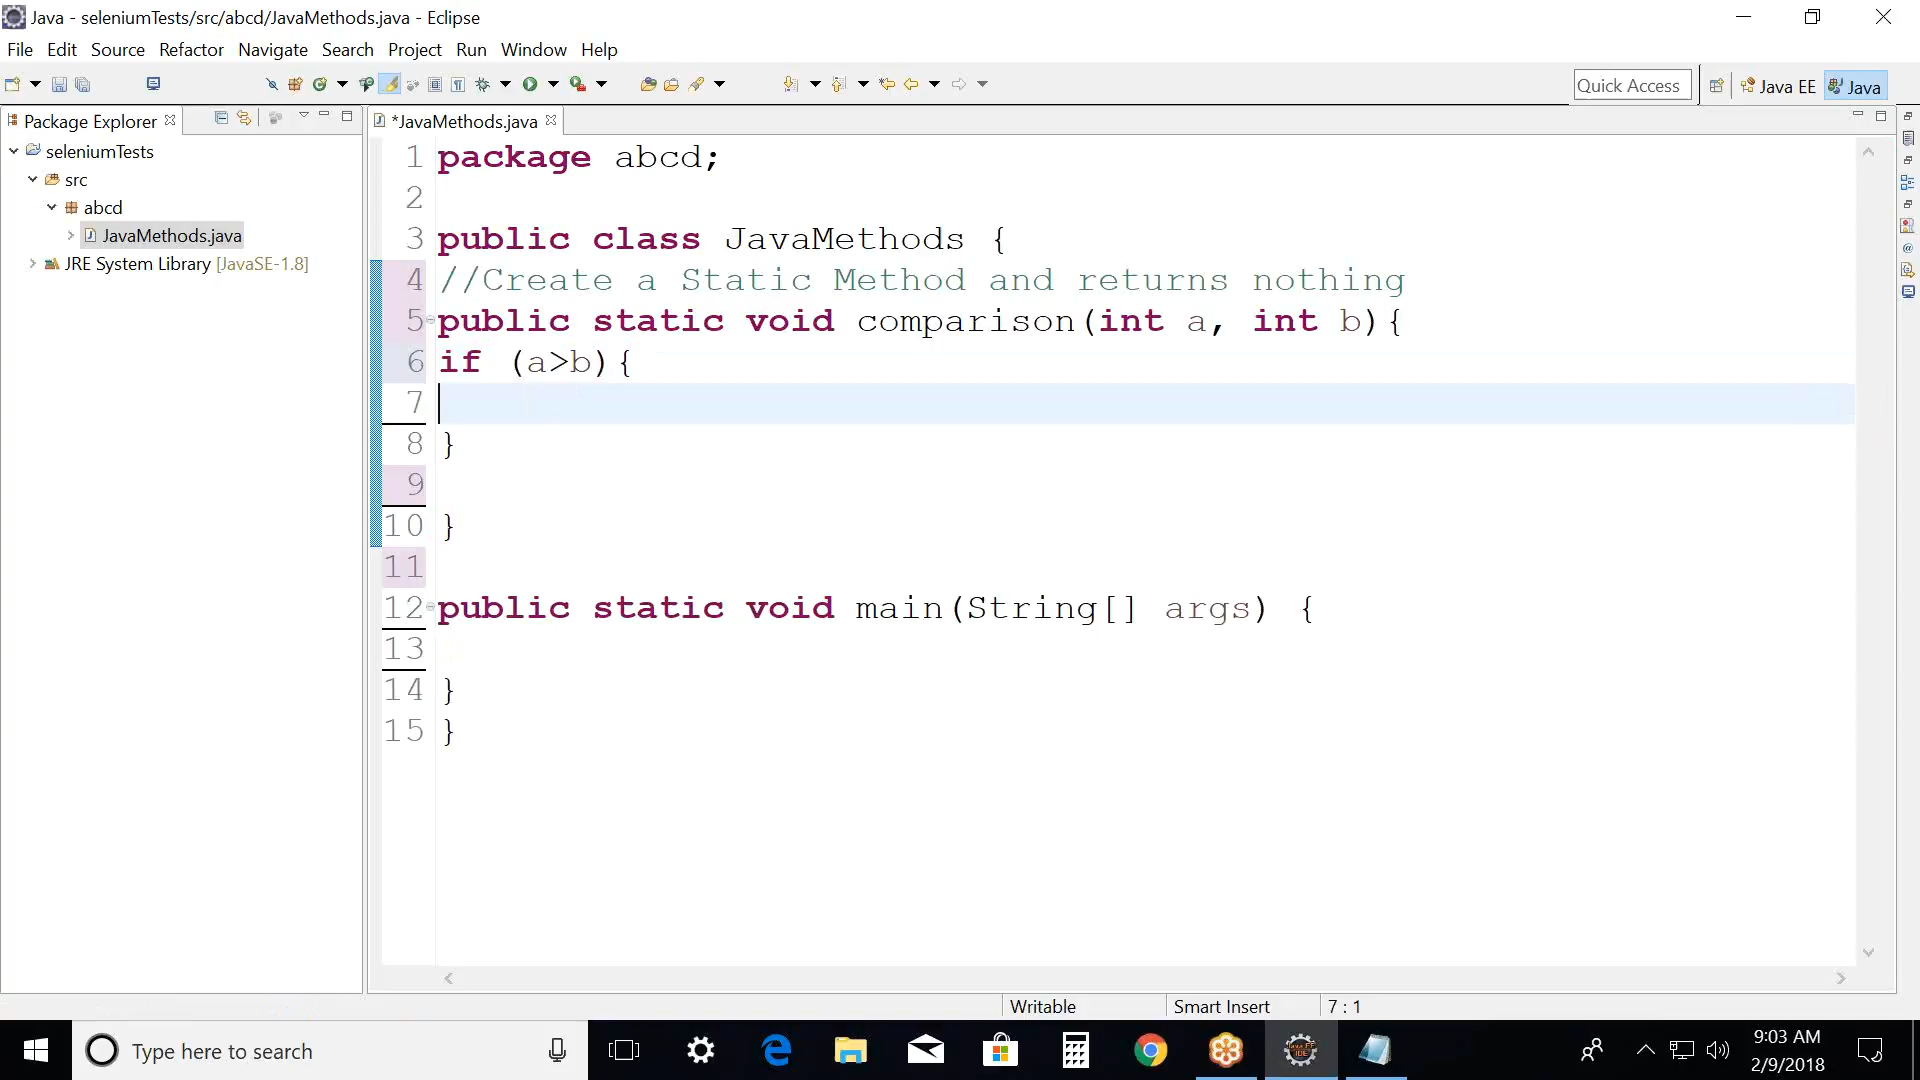 Java - seleniumTests/src/abcd/JavaMethods.java - Eclipse
File Edit Source Refactor Navigate Search Project Run Window Help
Quick Access Java EE Java
Package Explorer
*JavaMethods.java
seleniumTests
src
abcd
JavaMethods.java
JRE System Library [JavaSE-1.8]
1 package abcd;
2
3 public class JavaMethods {
4 //Create a Static Method and returns nothing
5 public static void comparison(int a, int b){
6 if (a>b){
7
8 }
9
10 }
11
12 public static void main(String[] args) {
13
14 }
15 }
Writable Smart Insert 7 : 1
Type here to search
9:03 AM
2/9/2018